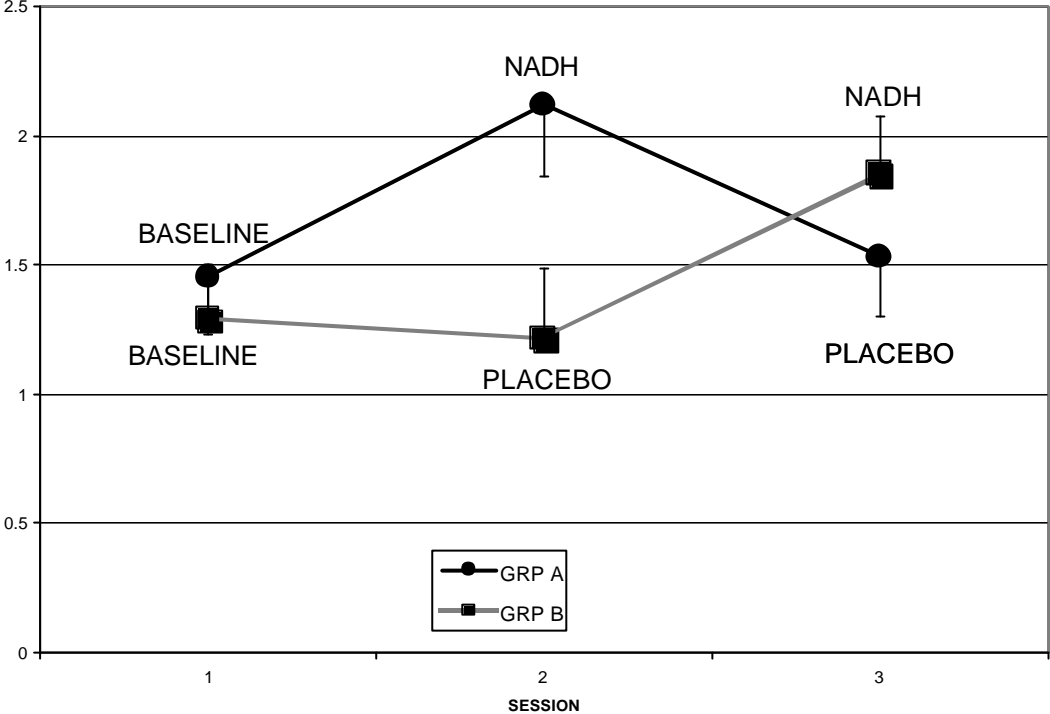 2.5
NADH
NADH
2
BASELINE
1.5
BASELINE
PLACEBO
PLACEBO
1
0.5
GRP A
GRP B
0
1 2 3
SESSION